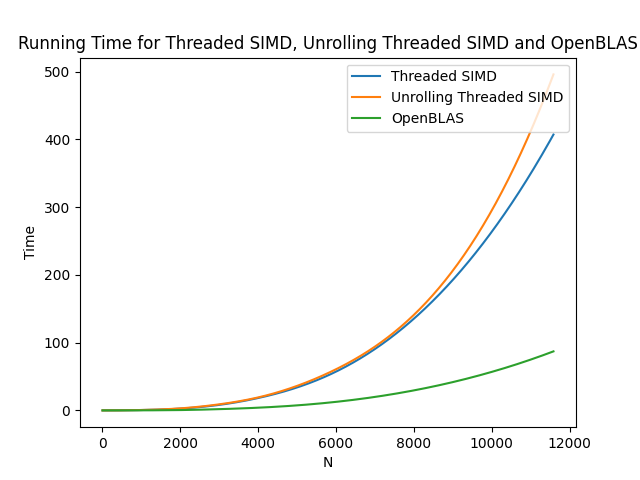 Running Time for Threaded SIMD, Unrolling Threaded SIMD and OpenBLAS
Threaded SIMD
Unrolling Threaded SIMD
OpenBLAS
500
400
300
200
100
0
Time
0 2000 4000 6000 8000 10000 12000
N